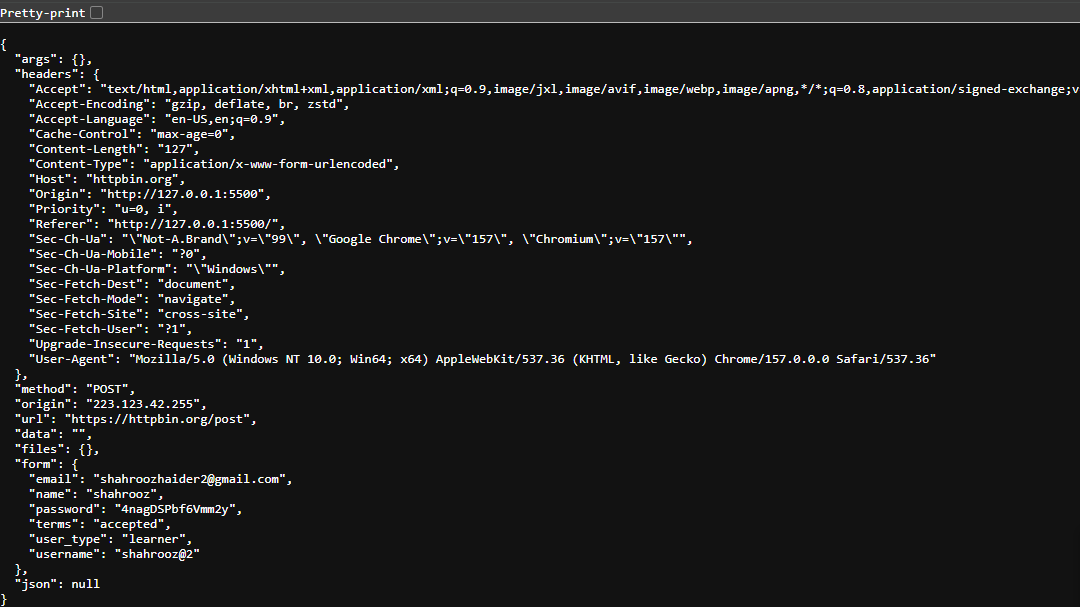 Pretty-print
{
  "args": {},
  "headers": {
    "Accept": "text/html,application/xhtml+xml,application/xml;q=0.9,image/jxl,image/avif,image/webp,image/apng,*/*;q=0.8,application/signed-exchange;v
    "Accept-Encoding": "gzip, deflate, br, zstd",
    "Accept-Language": "en-US,en;q=0.9",
    "Cache-Control": "max-age=0",
    "Content-Length": "127",
    "Content-Type": "application/x-www-form-urlencoded",
    "Host": "httpbin.org",
    "Origin": "http://127.0.0.1:5500",
    "Priority": "u=0, i",
    "Referer": "http://127.0.0.1:5500/",
    "Sec-Ch-Ua": "\"Not-A.Brand\";v=\"99\", \"Google Chrome\";v=\"157\", \"Chromium\";v=\"157\"",
    "Sec-Ch-Ua-Mobile": "?0",
    "Sec-Ch-Ua-Platform": "\"Windows\"",
    "Sec-Fetch-Dest": "document",
    "Sec-Fetch-Mode": "navigate",
    "Sec-Fetch-Site": "cross-site",
    "Sec-Fetch-User": "?1",
    "Upgrade-Insecure-Requests": "1",
    "User-Agent": "Mozilla/5.0 (Windows NT 10.0; Win64; x64) AppleWebKit/537.36 (KHTML, like Gecko) Chrome/157.0.0.0 Safari/537.36"
  },
  "method": "POST",
  "origin": "223.123.42.255",
  "url": "https://httpbin.org/post",
  "data": "",
  "files": {},
  "form": {
    "email": "shahroozhaider2@gmail.com",
    "name": "shahrooz",
    "password": "4nagDSPbf6Vmm2y",
    "terms": "accepted",
    "user_type": "learner",
    "username": "shahrooz@2"
  },
  "json": null
}